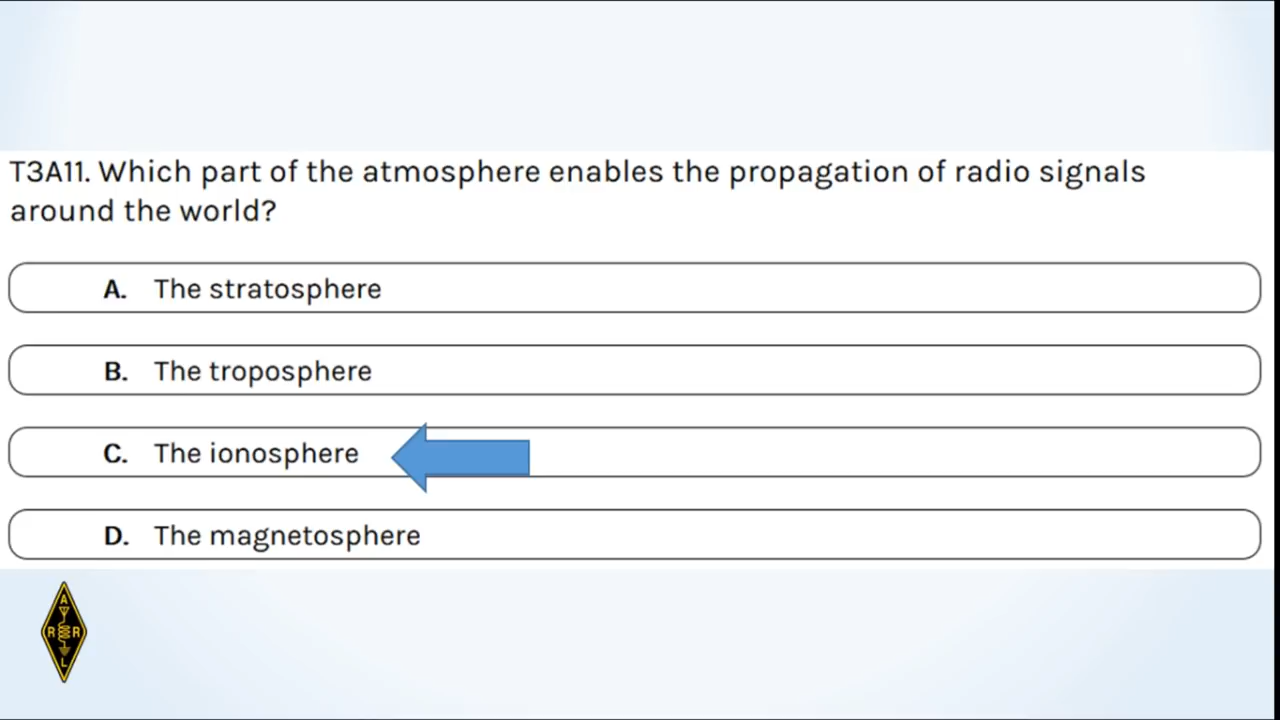 T3A11. Which part of the atmosphere enables the propagation of radio signals
around the world?
A. The stratosphere
B. The troposphere
C. The ionosphere
D. The magnetosphere
A
R R
L